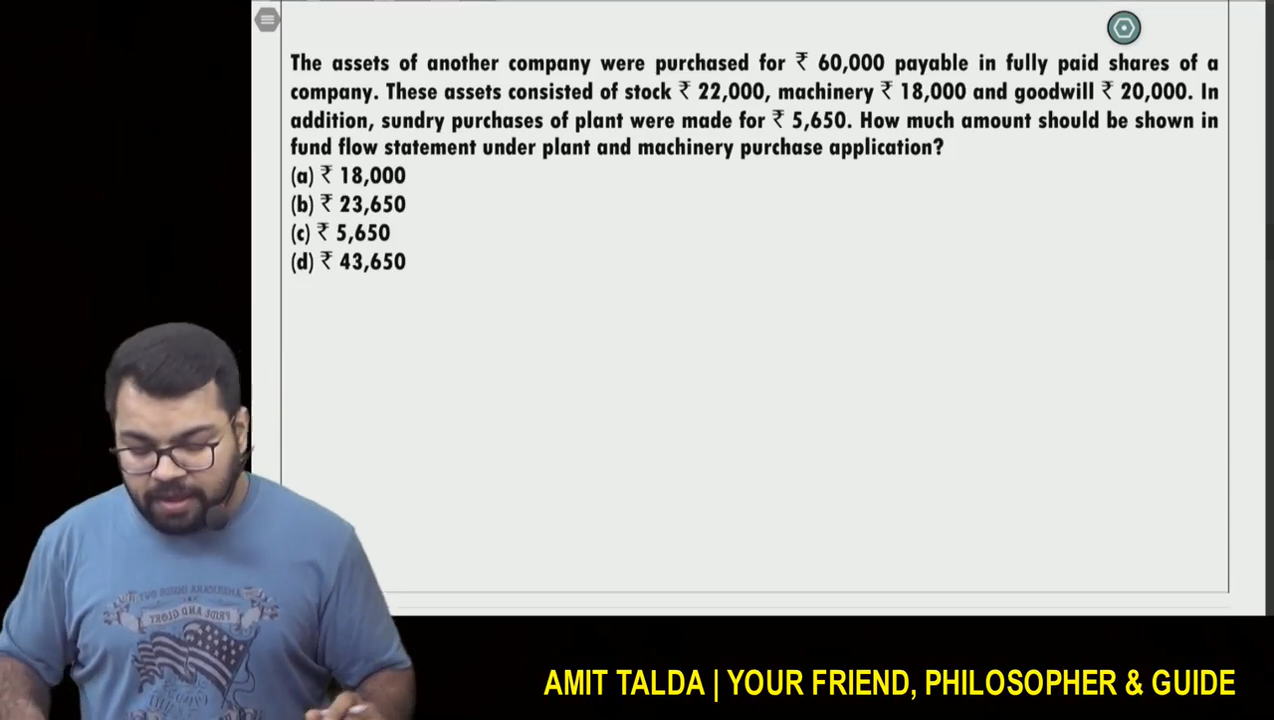 The assets of another company were purchased for ₹ 60,000 payable in fully paid shares of a
company. These assets consisted of stock ₹ 22,000, machinery ₹ 18,000 and goodwill ₹ 20,000. In
addition, sundry purchases of plant were made for ₹ 5,650. How much amount should be shown in
fund flow statement under plant and machinery purchase application?
(a) ₹ 18,000
(b) ₹ 23,650
(c) ₹ 5,650
(d) ₹ 43,650
PRIDE AND GLORY
AMIT TALDA | YOUR FRIEND, PHILOSOPHER & GUIDE